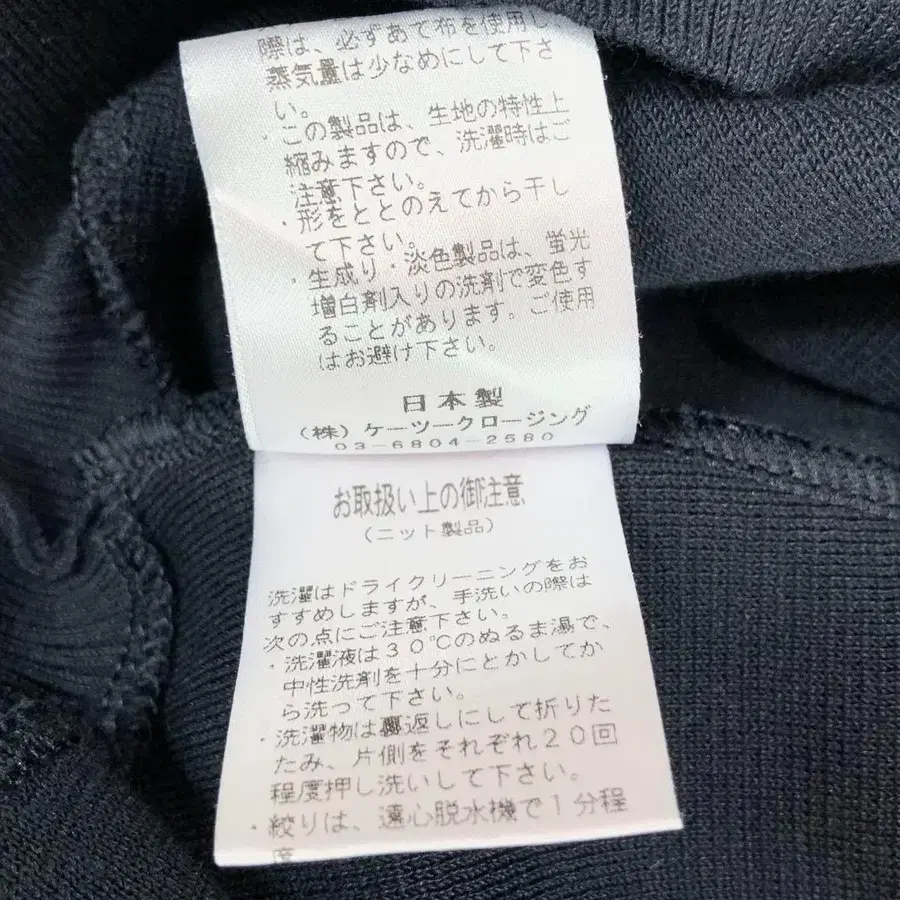 際は、必ずあて布を使用し
蒸気量は少なめにして下さ
い。
・この製品は、生地の特性上
縮みますので、洗濯時はご
注意下さい。
・形をととのえてから干し
て下さい。
・生成り・淡色製品は、蛍光
増白剤入りの洗剤で変色す
ることがあります。ご使用
はお避け下さい。
日本製
(株)ケーツークロージング
03-6804-2580
お取扱い上の御注意
(ニット製品)
洗濯はドライクリーニングをお
すすめしますが、手洗いの際は
次の点にご注意下さい。
・洗濯液は30℃のぬるま湯で、
中性洗剤を十分にとかしてか
ら洗って下さい。
・洗濯物は裏返しにして折りた
たみ、片側をそれぞれ20回
程度押し洗いして下さい。
・絞りは、遠心脱水機で1分程
度